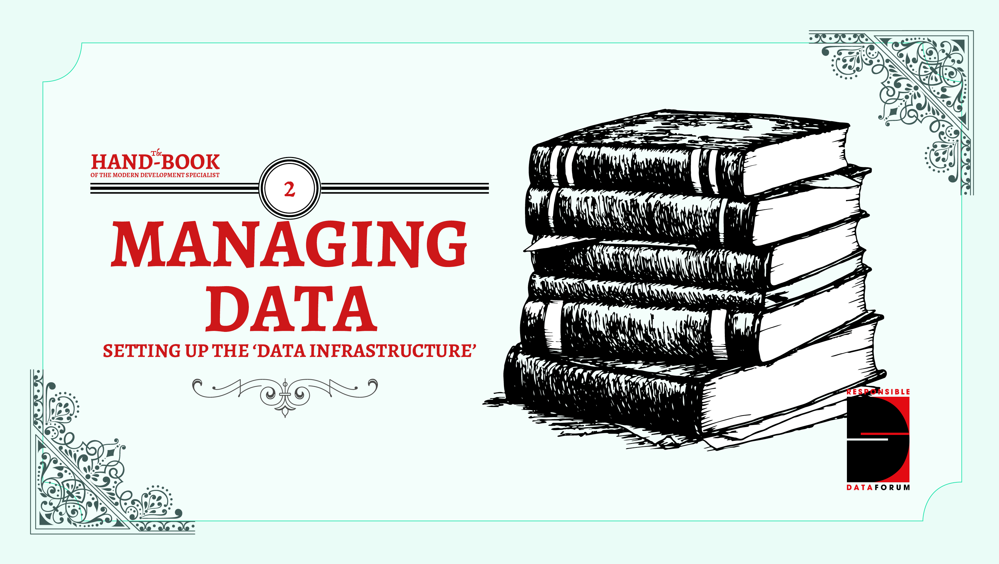 The
HAND-BOOK
OF THE MODERN DEVELOPMENT SPECIALIST
2
MANAGING
DATA
SETTING UP THE ‘DATA INFRASTRUCTURE’
RESPONSIBLE
DATAFORUM